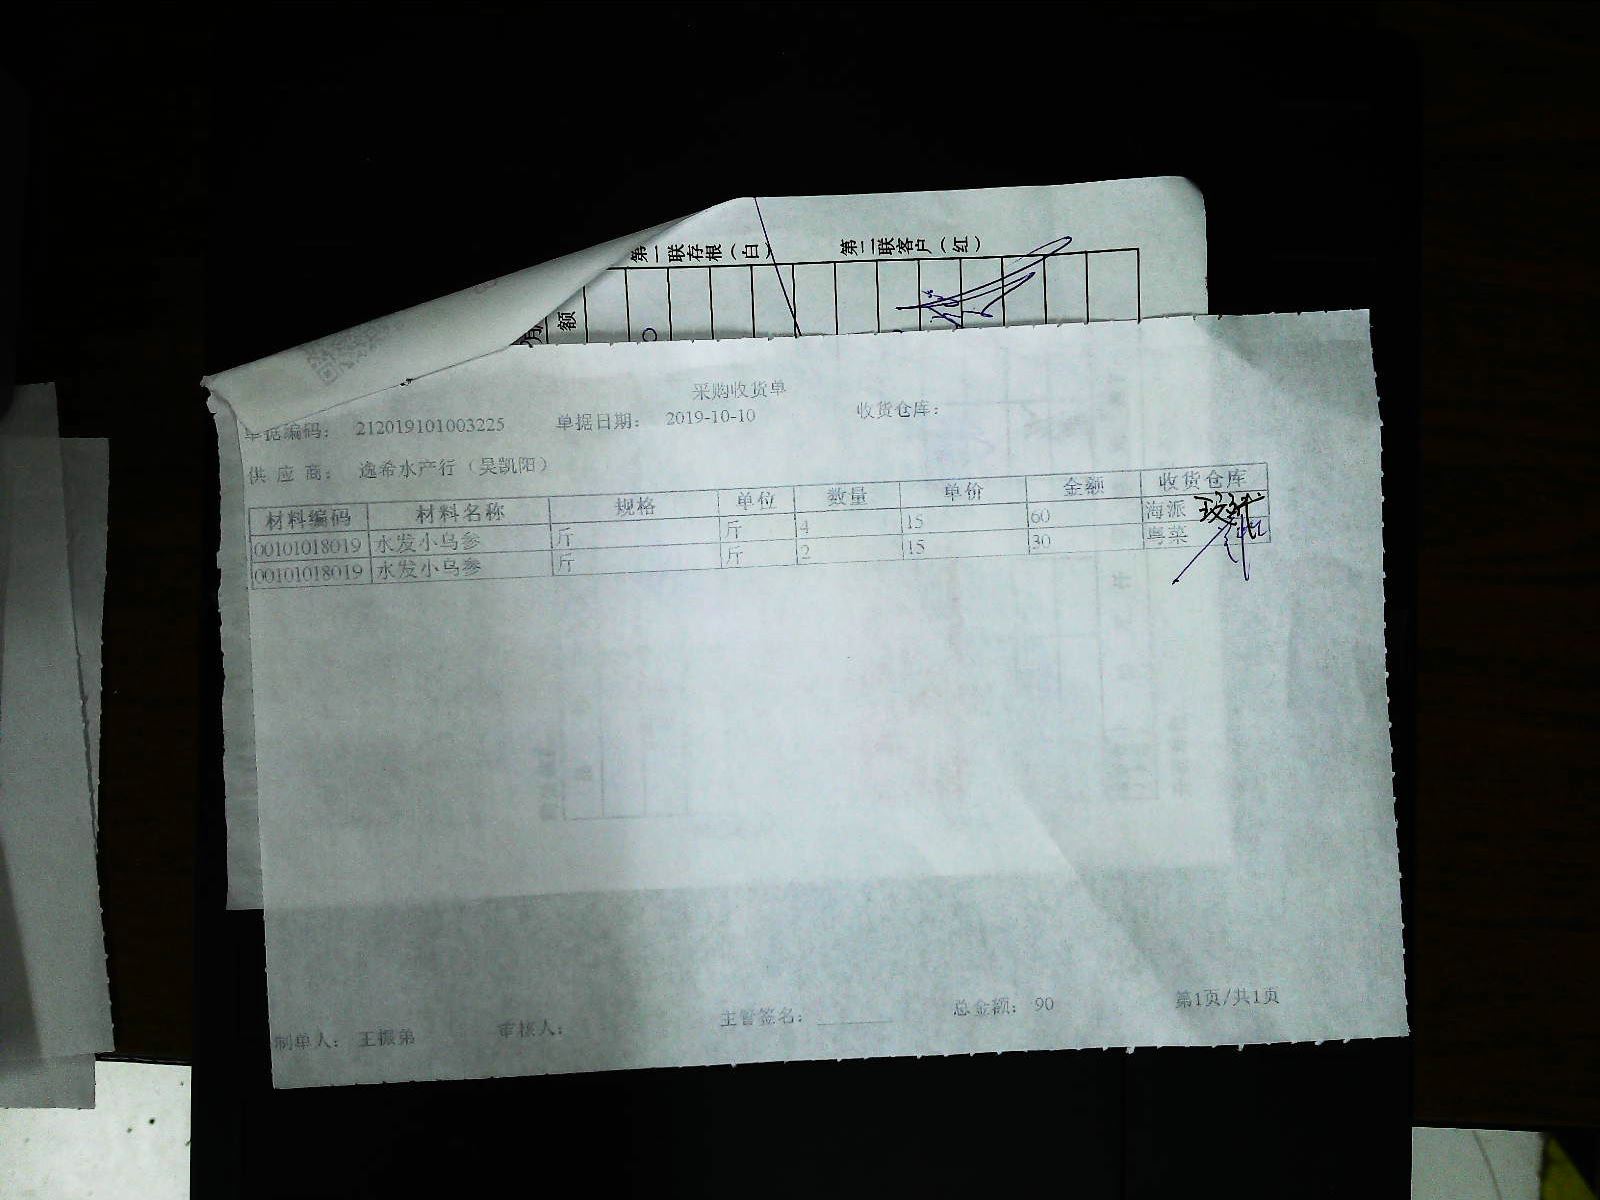 第一联存根（白）
第二联客户（红）
额
采购收货单
单据编码： 212019101003225 单据日期： 2019-10-10 收货仓库：
供 应 商： 逸希水产行（吴凯阳）
材料编码 材料名称 规格 单位 数量 单价 金额 收货仓库
00101018019 水发小乌参 斤 斤 4 15 60 海派
00101018019 水发小乌参 斤 斤 2 15 30 粤菜
制单人： 王振弟 审核人： 主管签名： 总金额： 90 第1页/共1页